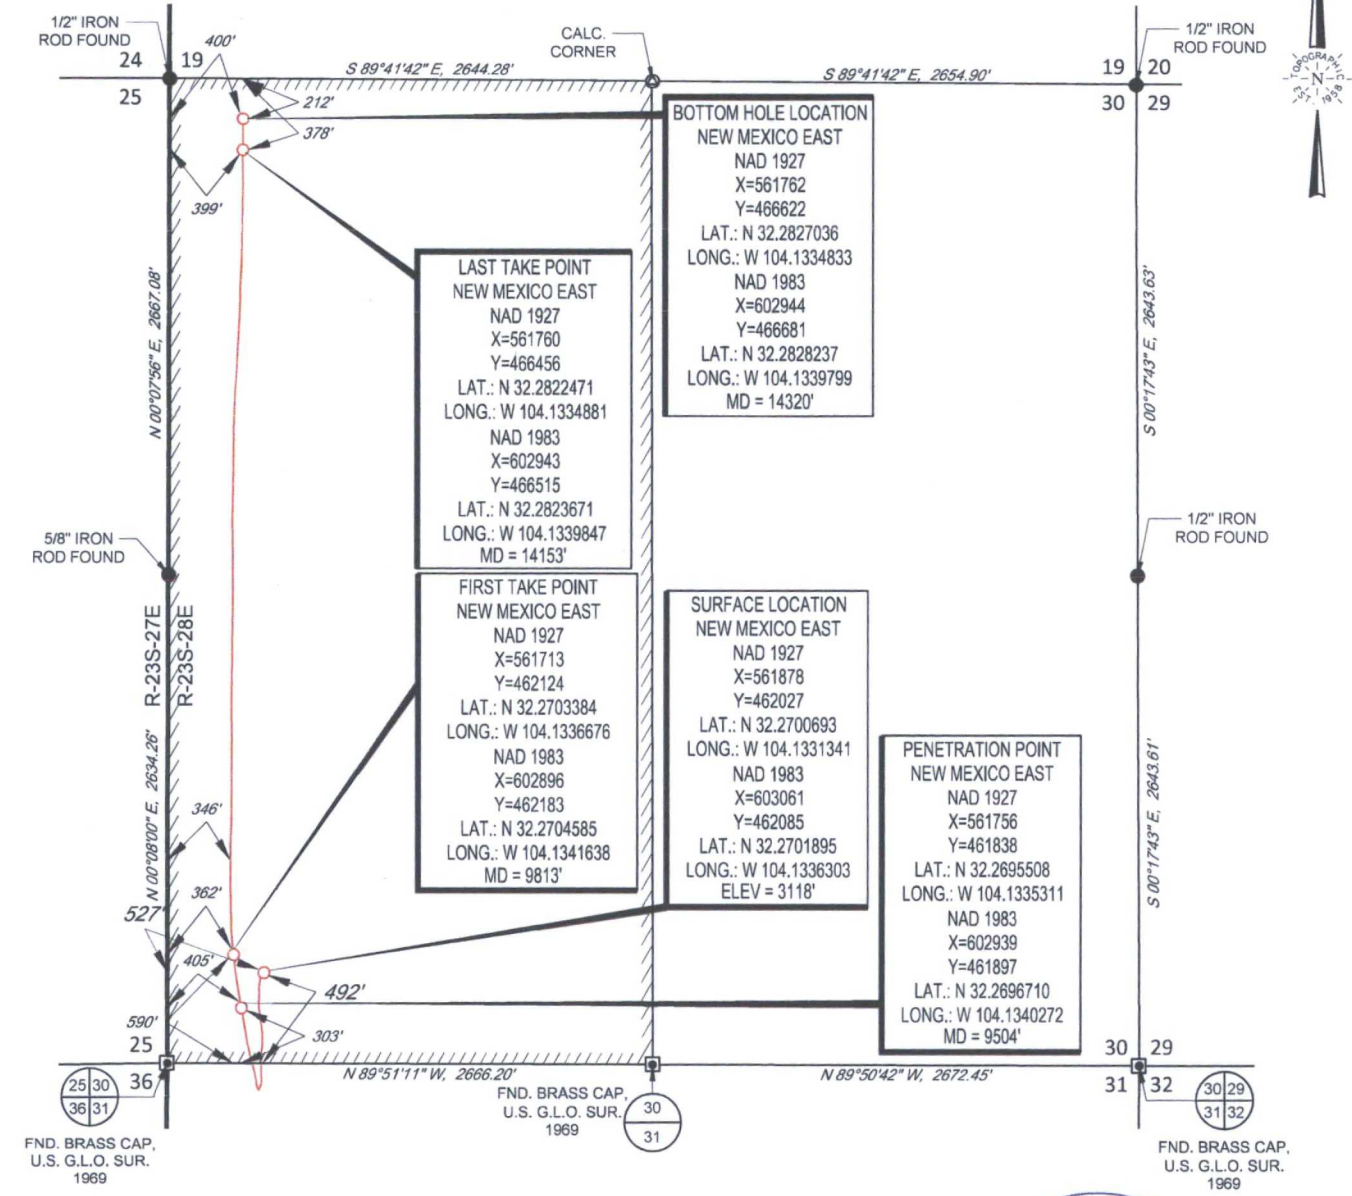 1/2" IRON
ROD FOUND
24 19
25
400'
S 89°41'42" E, 2644.28'
CALC.
CORNER
S 89°41'42" E, 2654.90'
1/2" IRON
ROD FOUND
19 20
30 29
TOPOGRAPHIC
N
EST. 1958
212'
378'
399'
N 00°07'56" E, 2667.08'
BOTTOM HOLE LOCATION
NEW MEXICO EAST
NAD 1927
X=561762
Y=466622
LAT.: N 32.2827036
LONG.: W 104.1334833
NAD 1983
X=602944
Y=466681
LAT.: N 32.2828237
LONG.: W 104.1339799
MD = 14320'
S 00°17'43" E, 2643.63'
LAST TAKE POINT
NEW MEXICO EAST
NAD 1927
X=561760
Y=466456
LAT.: N 32.2822471
LONG.: W 104.1334881
NAD 1983
X=602943
Y=466515
LAT.: N 32.2823671
LONG.: W 104.1339847
MD = 14153'
5/8" IRON
ROD FOUND
1/2" IRON
ROD FOUND
R-23S-27E
R-23S-28E
FIRST TAKE POINT
NEW MEXICO EAST
NAD 1927
X=561713
Y=462124
LAT.: N 32.2703384
LONG.: W 104.1336676
NAD 1983
X=602896
Y=462183
LAT.: N 32.2704585
LONG.: W 104.1341638
MD = 9813'
SURFACE LOCATION
NEW MEXICO EAST
NAD 1927
X=561878
Y=462027
LAT.: N 32.2700693
LONG.: W 104.1331341
NAD 1983
X=603061
Y=462085
LAT.: N 32.2701895
LONG.: W 104.1336303
ELEV = 3118'
PENETRATION POINT
NEW MEXICO EAST
NAD 1927
X=561756
Y=461838
LAT.: N 32.2695508
LONG.: W 104.1335311
NAD 1983
X=602939
Y=461897
LAT.: N 32.2696710
LONG.: W 104.1340272
MD = 9504'
S 00°17'43" E, 2643.61'
N 00°08'00" E, 2634.26'
346'
362'
527'
405'
492'
590'
303'
25
36
N 89°51'11" W, 2666.20'
N 89°50'42" W, 2672.45'
30 29
31 32
25 30
36 31
FND. BRASS CAP,
U.S. G.L.O. SUR.
1969
FND. BRASS CAP,
U.S. G.L.O. SUR.
1969
30
31
30 29
31 32
FND. BRASS CAP,
U.S. G.L.O. SUR.
1969